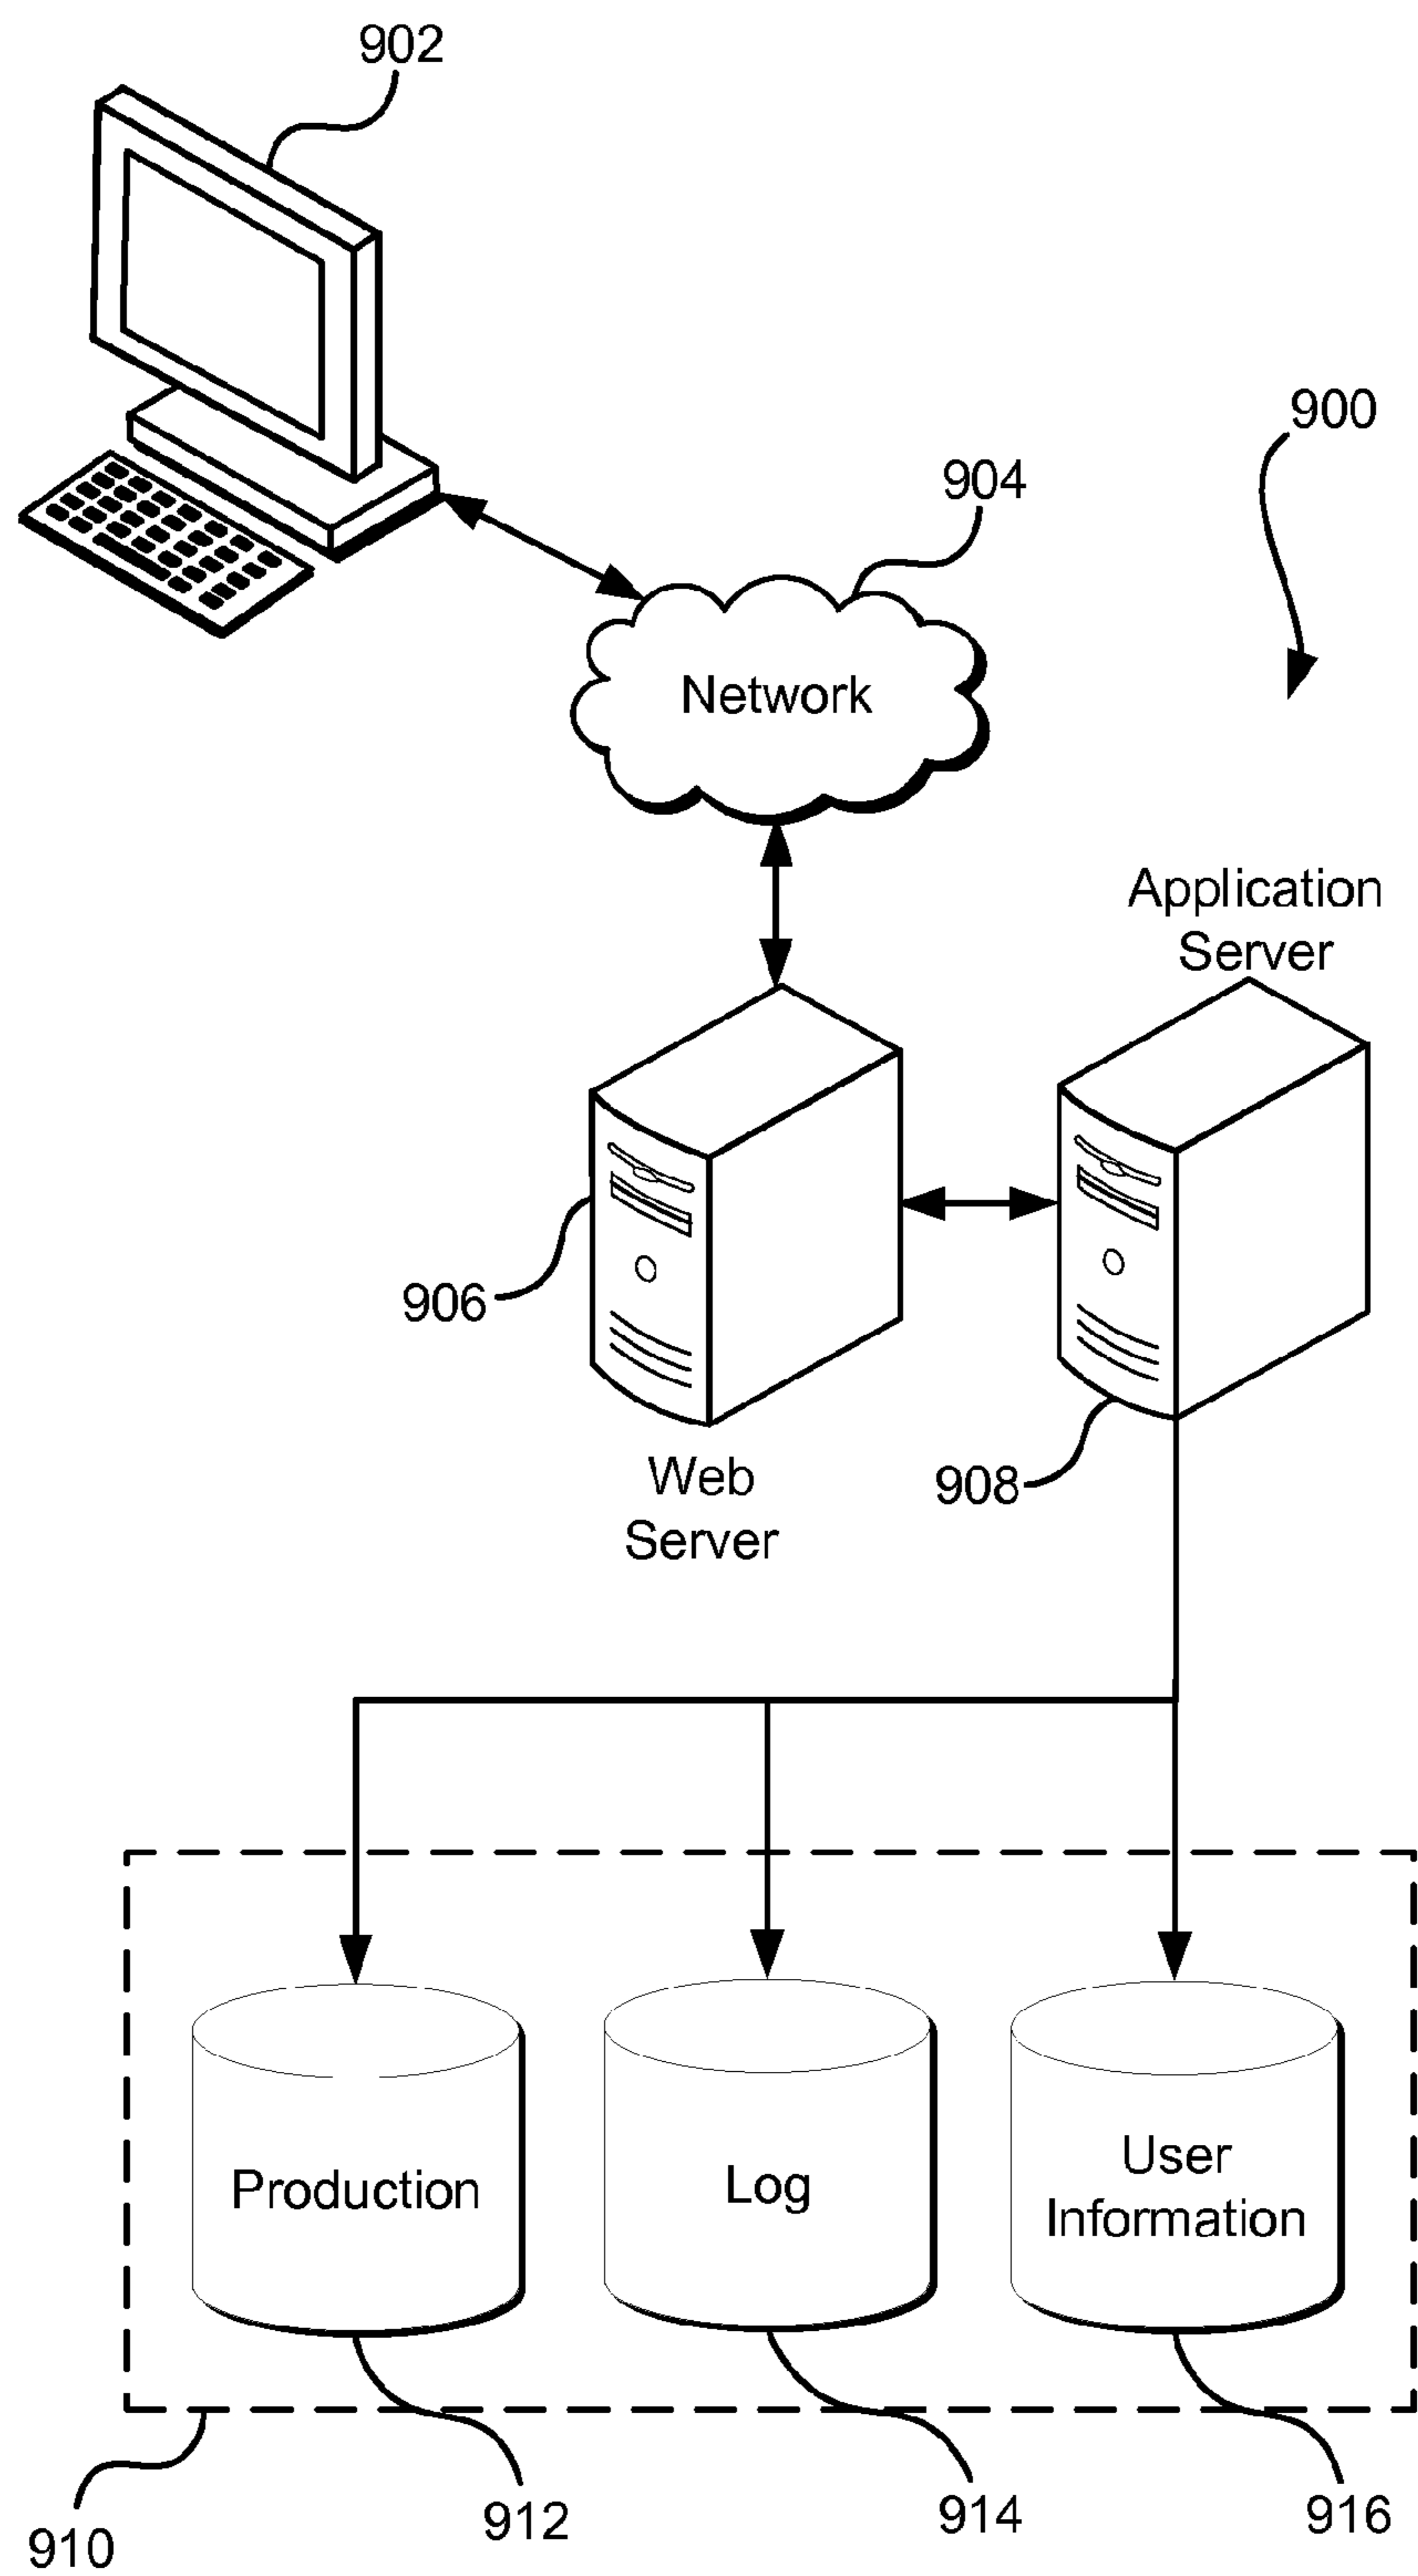 902
900
904
Network
Application
Server
906
908
Web
Server
Production
Log
User
Information
910
912
914
916